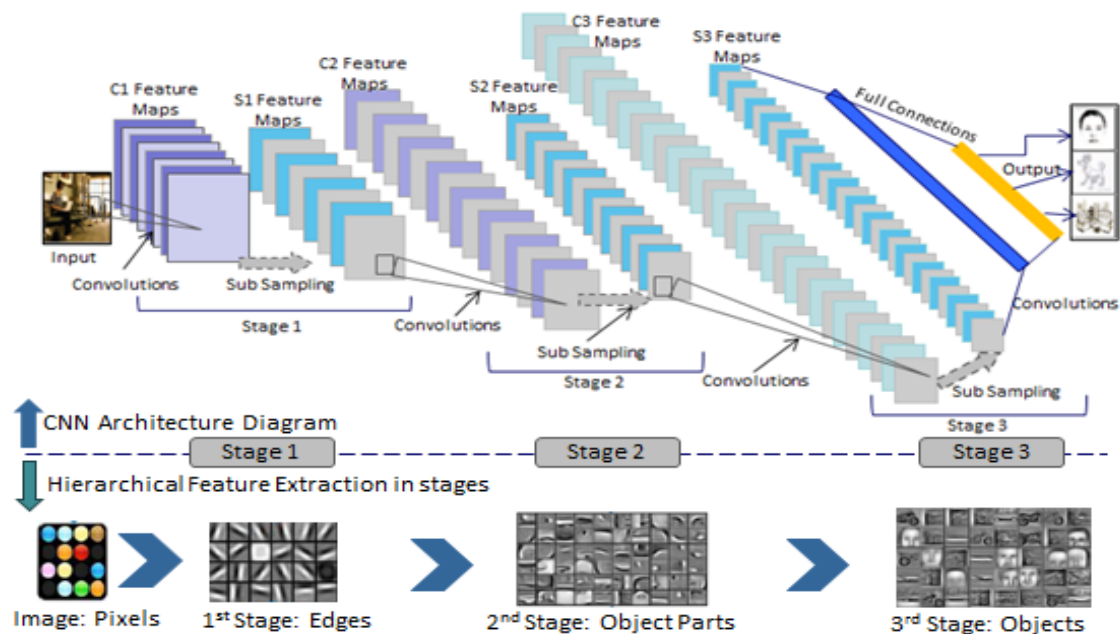 C3 Feature
Maps
S3 Feature
Maps
C2 Feature
Maps
S2 Feature
Maps
C1 Feature
Maps
S1 Feature
Maps
Full Connections
Output
Input
Convolutions
Sub Sampling
Stage 1
Convolutions
Sub Sampling
Stage 2
Convolutions
Convolutions
Sub Sampling
Stage 3
CNN Architecture Diagram
Stage 1
Stage 2
Stage 3
Hierarchical Feature Extraction in stages
Image: Pixels
1st Stage: Edges
2nd Stage: Object Parts
3rd Stage: Objects